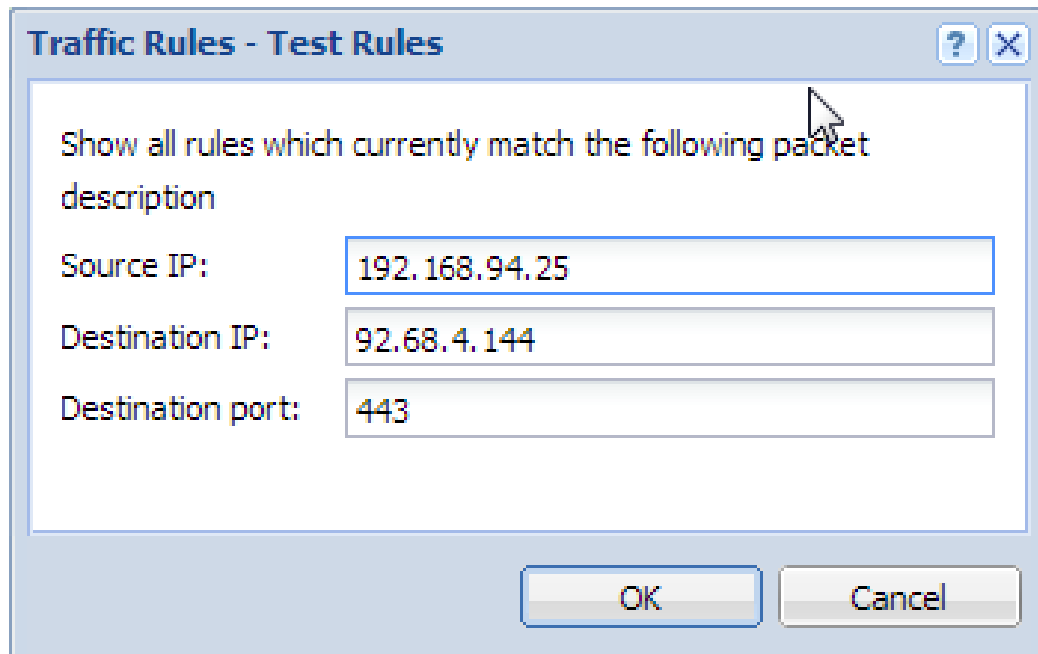 Traffic Rules - Test Rules
?
Show all rules which currently match the following packet
description
Source IP: 192.168.94.25
Destination IP: 92.68.4.144
Destination port: 443
OK Cancel